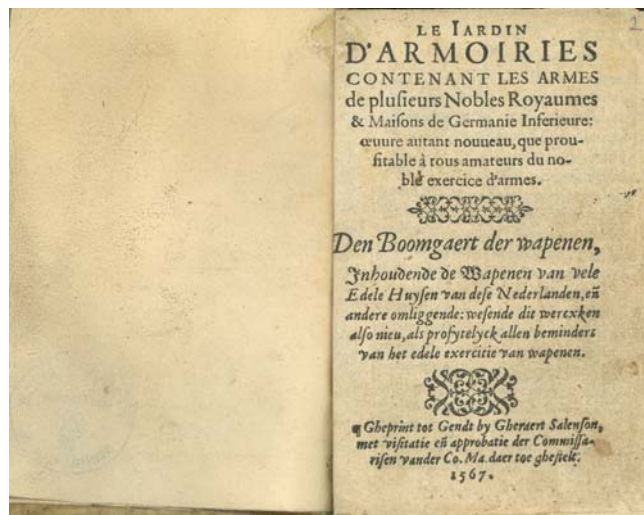 2
LE IARDIN
D'ARMOIRIES
CONTENANT LES ARMES
de pluſieurs Nobles Royaumes
& Maiſons de Germanie Inferieure:
œuure autant nouueau, que prou-
fitable à tous amateurs du no-
ble exercice d'armes.
Den Boomgaert der wapenen,
Inhoudende de Wapenen van vele
Edele Huyſen van deſe Nederlanden, eñ
andere omliggende: weſende dit wercxken
alſo nieu, als profytelyck allen beminders
van het edele exercitie van wapenen.
¶ Gheprint tot Gendt by Gheraert Salenſon,
met viſitatie eñ approbatie der Commiſſa-
riſen vander Co. Ma. daer toe gheſtelt.
1567.